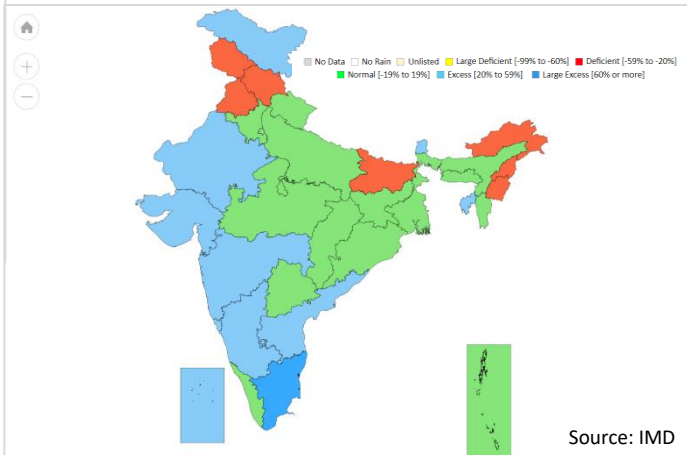 No Data No Rain Unlisted Large Deficient [-99% to -60%] Deficient [-59% to -20%]
Normal [-19% to 19%] Excess [20% to 59%] Large Excess [60% or more]
Source: IMD